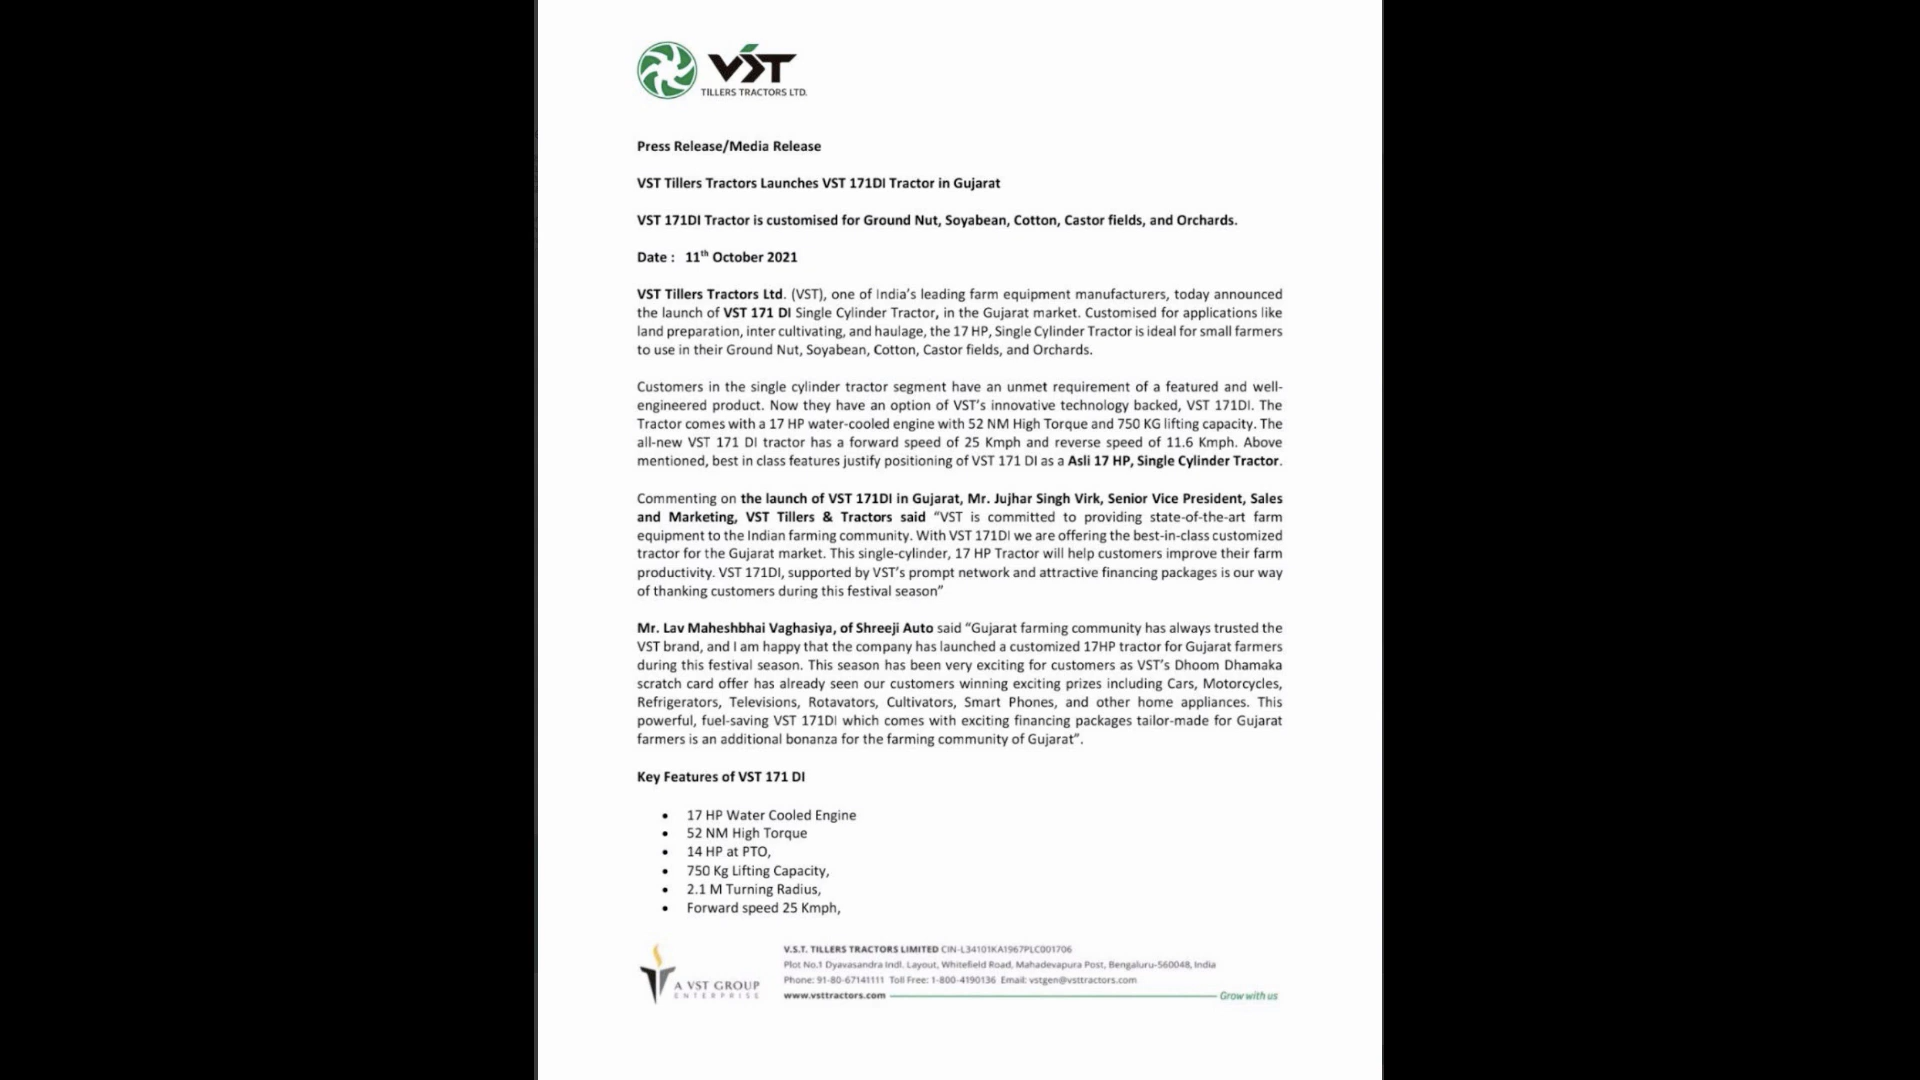 VST
TILLERS TRACTORS LTD.
Press Release/Media Release
VST Tillers Tractors Launches VST 171DI Tractor in Gujarat
VST 171DI Tractor is customised for Ground Nut, Soyabean, Cotton, Castor fields, and Orchards.
Date : 11th October 2021
VST Tillers Tractors Ltd. (VST), one of India's leading farm equipment manufacturers, today announced
the launch of VST 171 DI Single Cylinder Tractor, in the Gujarat market. Customised for applications like
land preparation, inter cultivating, and haulage, the 17 HP, Single Cylinder Tractor is ideal for small farmers
to use in their Ground Nut, Soyabean, Cotton, Castor fields, and Orchards.
Customers in the single cylinder tractor segment have an unmet requirement of a featured and well-
engineered product. Now they have an option of VST's innovative technology backed, VST 171DI. The
Tractor comes with a 17 HP water-cooled engine with 52 NM High Torque and 750 KG lifting capacity. The
all-new VST 171 DI tractor has a forward speed of 25 Kmph and reverse speed of 11.6 Kmph. Above
mentioned, best in class features justify positioning of VST 171 DI as a Asli 17 HP, Single Cylinder Tractor.
Commenting on the launch of VST 171DI in Gujarat, Mr. Jujhar Singh Virk, Senior Vice President, Sales
and Marketing, VST Tillers & Tractors said "VST is committed to providing state-of-the-art farm
equipment to the Indian farming community. With VST 171DI we are offering the best-in-class customized
tractor for the Gujarat market. This single-cylinder, 17 HP Tractor will help customers improve their farm
productivity. VST 171DI, supported by VST's prompt network and attractive financing packages is our way
of thanking customers during this festival season"
Mr. Lav Maheshbhai Vaghasiya, of Shreeji Auto said "Gujarat farming community has always trusted the
VST brand, and I am happy that the company has launched a customized 17HP tractor for Gujarat farmers
during this festival season. This season has been very exciting for customers as VST's Dhoom Dhamaka
scratch card offer has already seen our customers winning exciting prizes including Cars, Motorcycles,
Refrigerators, Televisions, Rotavators, Cultivators, Smart Phones, and other home appliances. This
powerful, fuel-saving VST 171DI which comes with exciting financing packages tailor-made for Gujarat
farmers is an additional bonanza for the farming community of Gujarat".
Key Features of VST 171 DI
• 17 HP Water Cooled Engine
• 52 NM High Torque
• 14 HP at PTO,
• 750 Kg Lifting Capacity,
• 2.1 M Turning Radius,
• Forward speed 25 Kmph,
A VST GROUP
ENTERPRISE
V.S.T. TILLERS TRACTORS LIMITED CIN-L34101KA1967PLC001706
Plot No.1 Dyavasandra Indl. Layout, Whitefield Road, Mahadevapura Post, Bengaluru-560048, India
Phone: 91-80-67141111 Toll Free: 1-800-4190136 Email: vstgen@vsttractors.com
www.vsttractors.com Grow with us